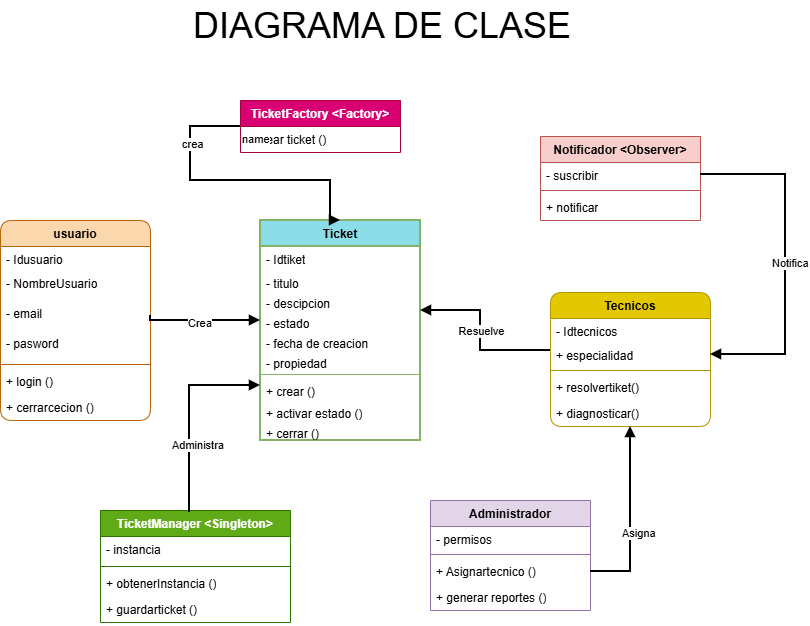 DIAGRAMA DE CLASE
TicketFactory <Factory>
name
ar ticket ()
crea
Notificador <Observer>
- suscribir
+ notificar
Notifica
usuario
- Idusuario
- NombreUsuario
- email
- pasword
+ login ()
+ cerrarcecion ()
Crea
Ticket
- Idtiket
- titulo
- descipcion
- estado
- fecha de creacion
- propiedad
+ crear ()
+ activar estado ()
+ cerrar ()
Resuelve
Tecnicos
- Idtecnicos
+ especialidad
+ resolvertiket()
+ diagnosticar()
Administra
TicketManager <Singleton>
- instancia
+ obtenerInstancia ()
+ guardarticket ()
Administrador
- permisos
+ Asignartecnico ()
+ generar reportes ()
Asigna